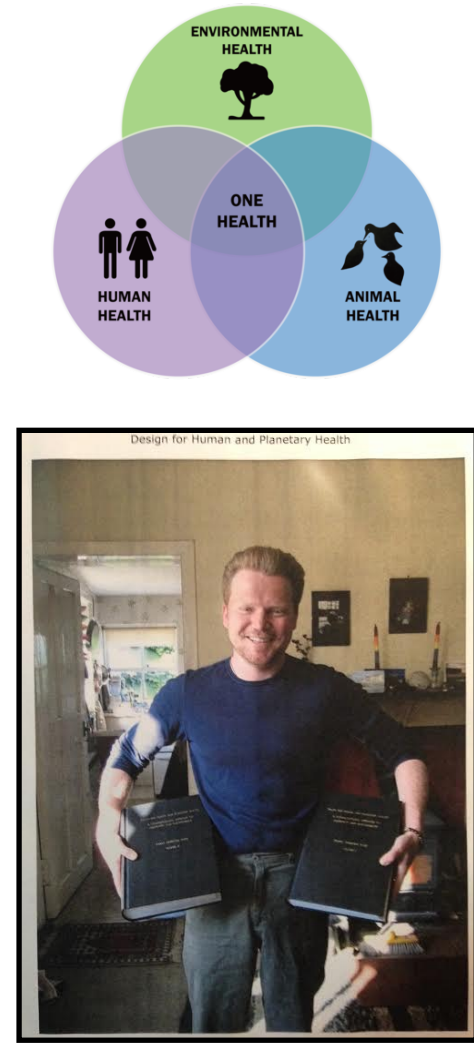 ENVIRONMENTAL
HEALTH
ONE
HEALTH
HUMAN
HEALTH
ANIMAL
HEALTH
Design for Human and Planetary Health